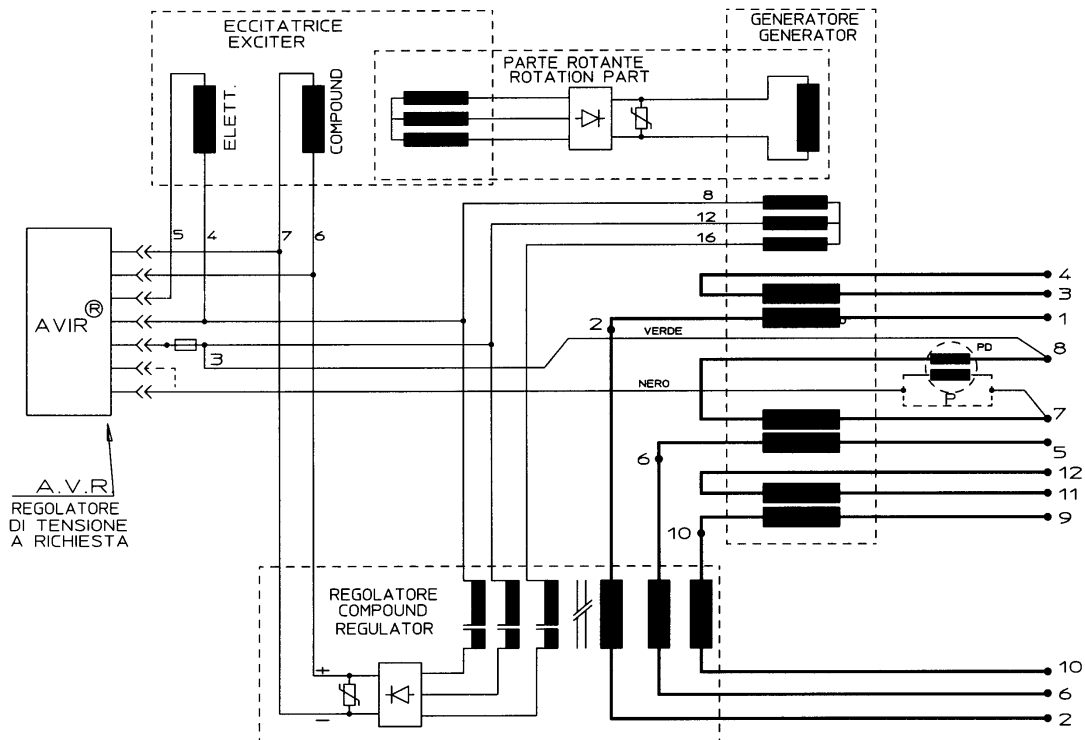 ECCITATRICE
EXCITER
GENERATORE
GENERATOR
PARTE ROTANTE
ROTATION PART
ELETT.
COMPOUND
5 4 7 6
8
12
16
AVIR®
3
2
VERDE
NERO
PD
P
4
3
1
8
7
5
6
12
11
9
10
A.V.R
REGOLATORE
DI TENSIONE
A RICHIESTA
REGOLATORE
COMPOUND
REGULATOR
+
−
10
6
2